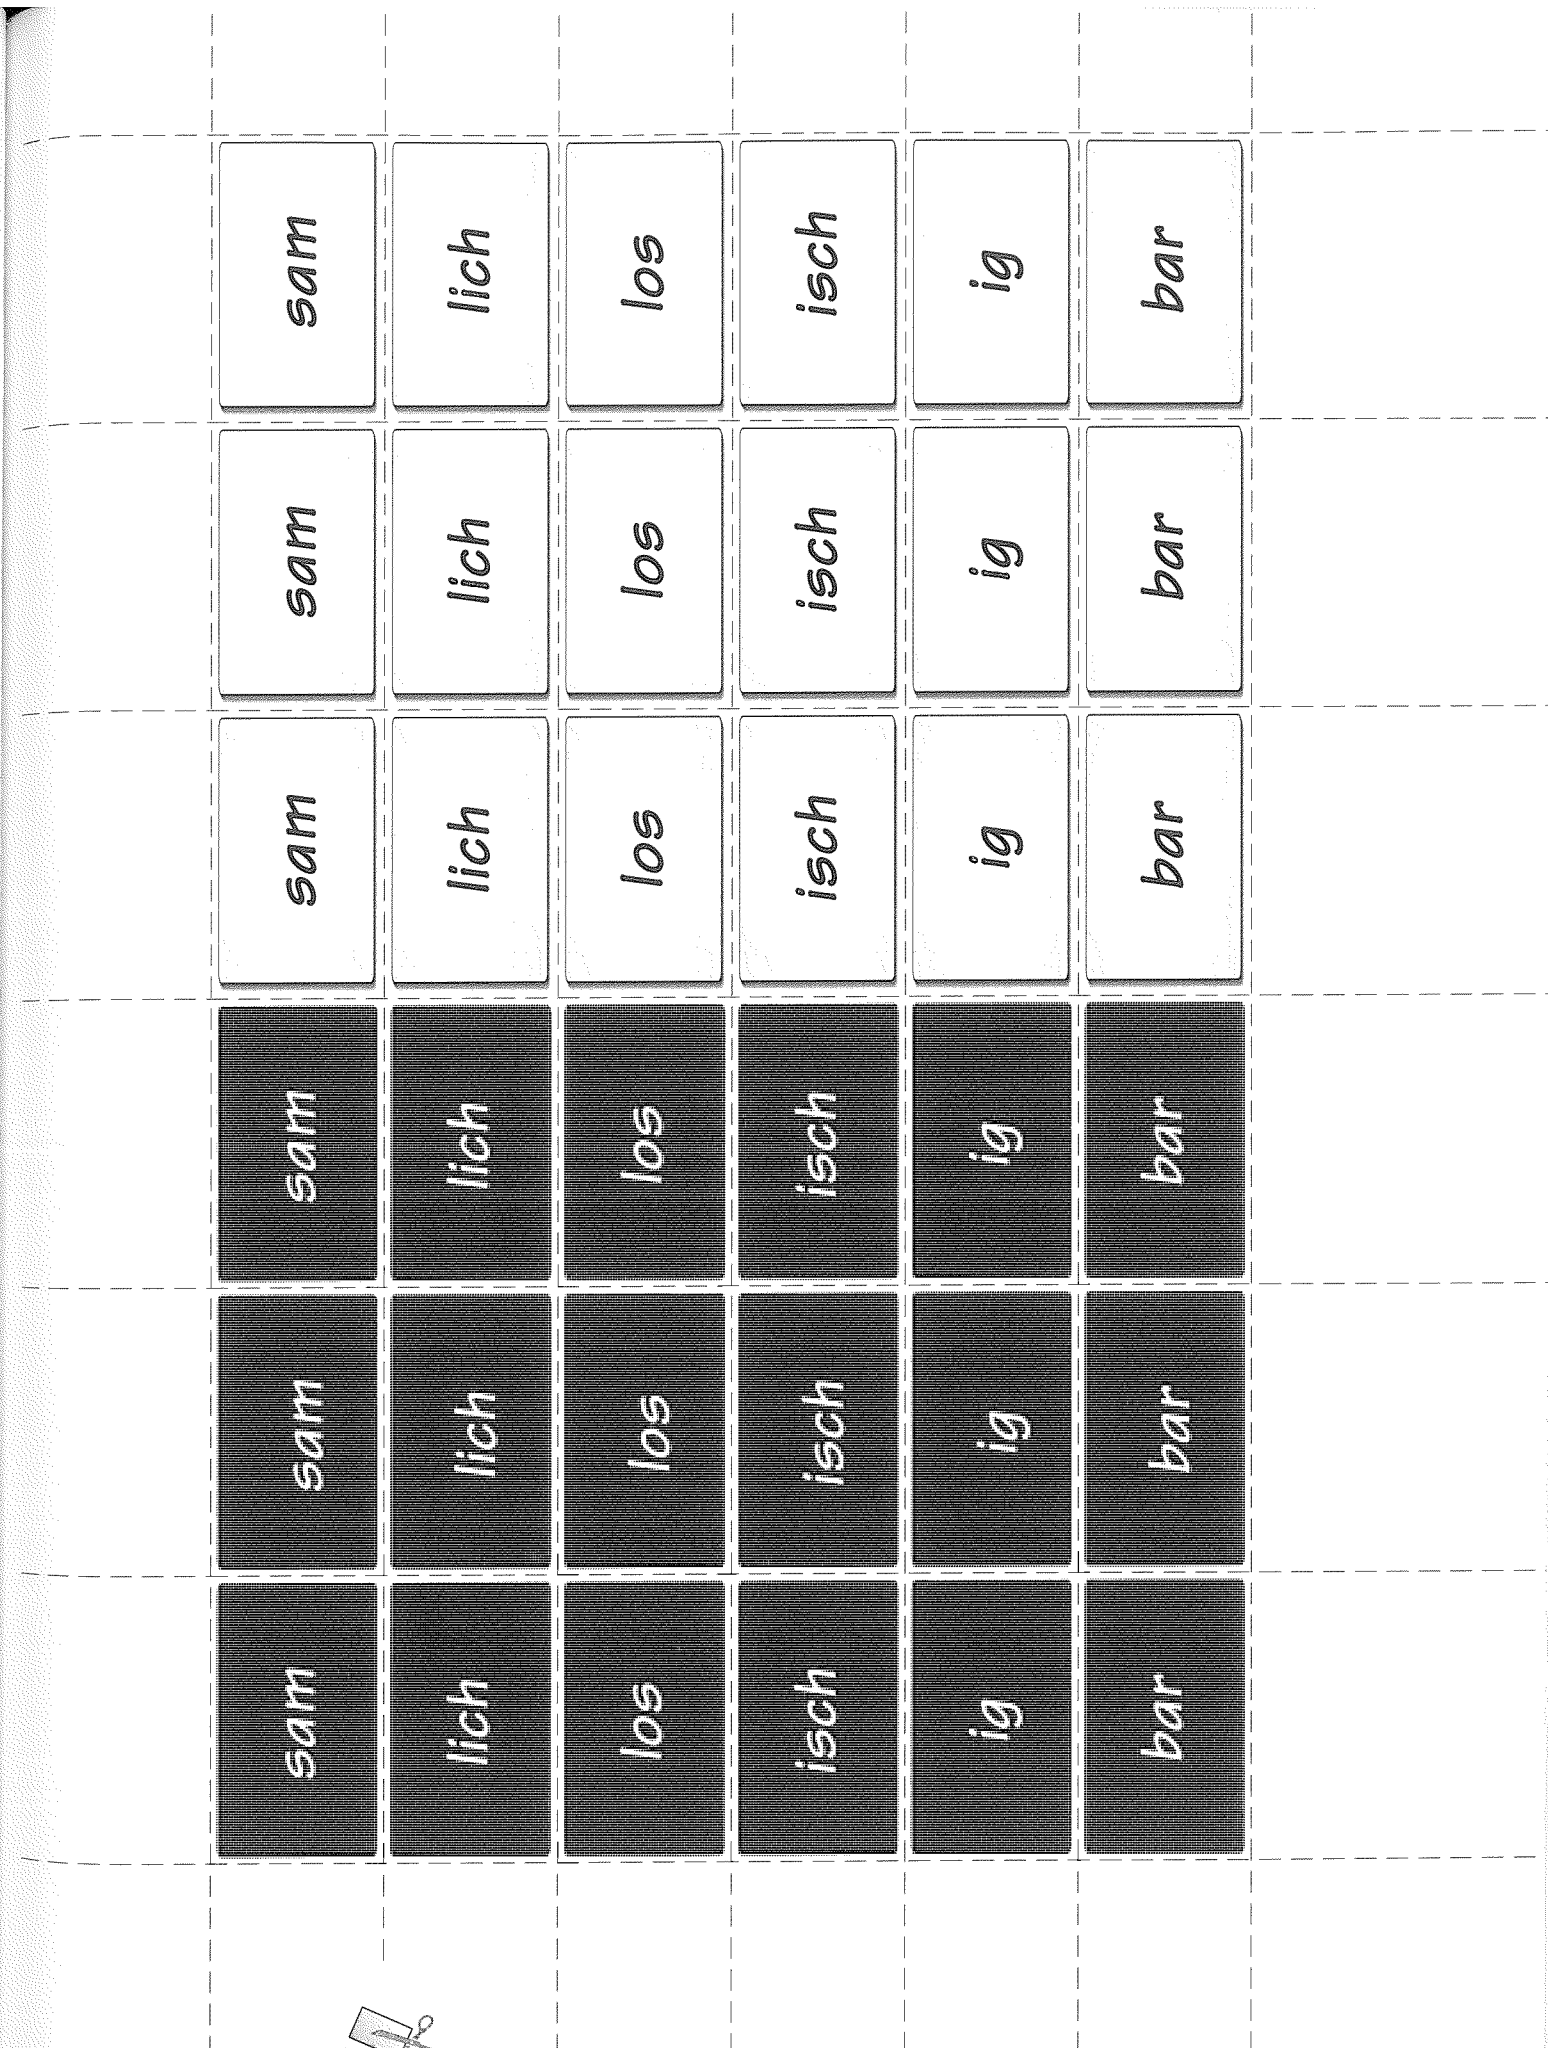 sam sam sam sam sam sam
lich lich lich lich lich lich
los los los los los los
isch isch isch isch isch isch
ig ig ig ig ig ig
bar bar bar bar bar bar